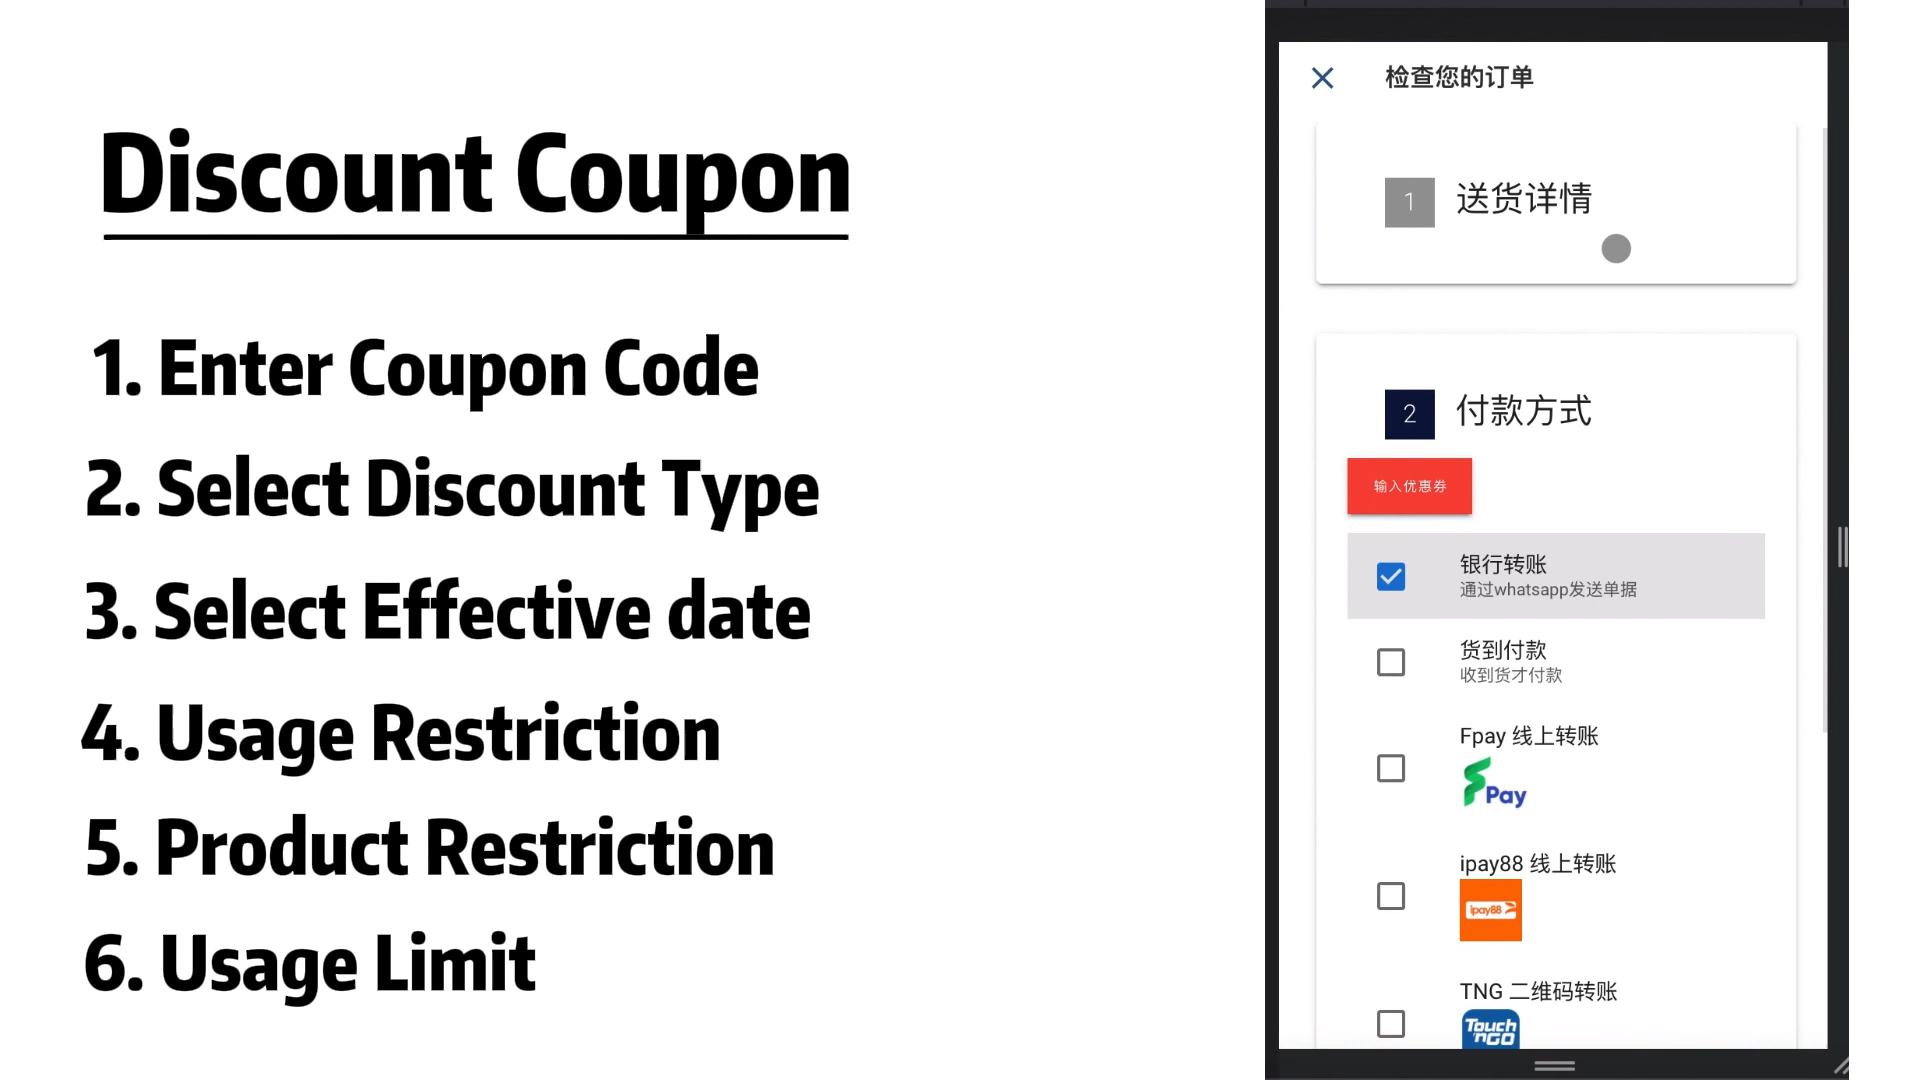 Discount Coupon
1. Enter Coupon Code
2. Select Discount Type
3. Select Effective date
4. Usage Restriction
5. Product Restriction
6. Usage Limit
检查您的订单
1 送货详情
2 付款方式
输入优惠券
银行转账
通过whatsapp发送单据
货到付款
收到货才付款
Fpay 线上转账
Pay
ipay88 线上转账
ipay88
TNG 二维码转账
Touch
'nGO